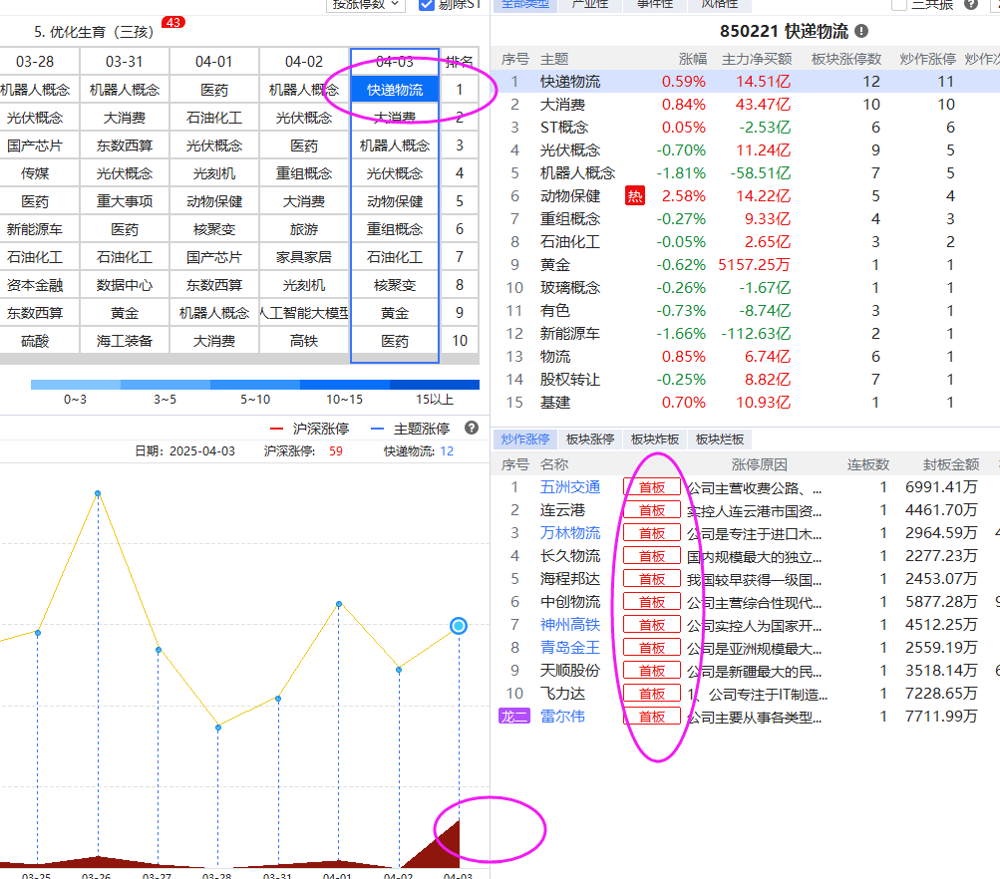 按涨停数 剔除ST
全部类型 产业性 事件性 风格性 三共振
5. 优化生育（三孩） 43
850221 快递物流
03-28 03-31 04-01 04-02 04-03 排名
机器人概念 机器人概念 医药 机器人概念 快递物流 1
光伏概念 大消费 石油化工 光伏概念 大消费 2
国产芯片 东数西算 光伏概念 医药 机器人概念 3
传媒 光伏概念 光刻机 重组概念 光伏概念 4
医药 重大事项 动物保健 大消费 动物保健 5
新能源车 医药 核聚变 旅游 重组概念 6
石油化工 石油化工 国产芯片 家具家居 石油化工 7
资本金融 数据中心 东数西算 光刻机 核聚变 8
东数西算 黄金 机器人概念 人工智能大模型 黄金 9
硫酸 海工装备 大消费 高铁 医药 10
0~3 3~5 5~10 10~15 15以上
沪深涨停 主题涨停
日期: 2025-04-03 沪深涨停: 59 快递物流: 12
03-25 03-26 03-27 03-28 03-31 04-01 04-02 04-03
序号 主题 涨幅 主力净买额 板块涨停数 炒作涨停 炒作次
1 快递物流 0.59% 14.51亿 12 11
2 大消费 0.84% 43.47亿 10 10
3 ST概念 0.05% -2.53亿 6 6
4 光伏概念 -0.70% 11.24亿 9 5
5 机器人概念 -1.81% -58.51亿 7 5
6 动物保健 热 2.58% 14.22亿 5 4
7 重组概念 -0.27% 9.33亿 4 3
8 石油化工 -0.05% 2.65亿 3 2
9 黄金 -0.62% 5157.25万 1 1
10 玻璃概念 -0.26% -1.67亿 1 1
11 有色 -0.73% -8.74亿 3 1
12 新能源车 -1.66% -112.63亿 2 1
13 物流 0.85% 6.74亿 6 1
14 股权转让 -0.25% 8.82亿 7 1
15 基建 0.70% 10.93亿 1 1
炒作涨停 板块涨停 板块炸板 板块烂板
序号 名称 涨停原因 连板数 封板金额
1 五洲交通 首板 公司主营收费公路、... 1 6991.41万
2 连云港 首板 实控人连云港市国资... 1 4461.70万
3 万林物流 首板 公司是专注于进口木... 1 2964.59万
4 长久物流 首板 国内规模最大的独立... 1 2277.23万
5 海程邦达 首板 我国较早获得一级国... 1 2453.07万
6 中创物流 首板 公司主营综合性现代... 1 5877.28万
7 神州高铁 首板 公司实控人为国家开... 1 4512.25万
8 青岛金王 首板 公司是亚洲规模最大... 1 2559.19万
9 天顺股份 首板 公司是新疆最大的民... 1 3518.14万
10 飞力达 首板 1、公司专注于IT制造... 1 7228.65万
龙二 雷尔伟 首板 公司主要从事各类型... 1 7711.99万